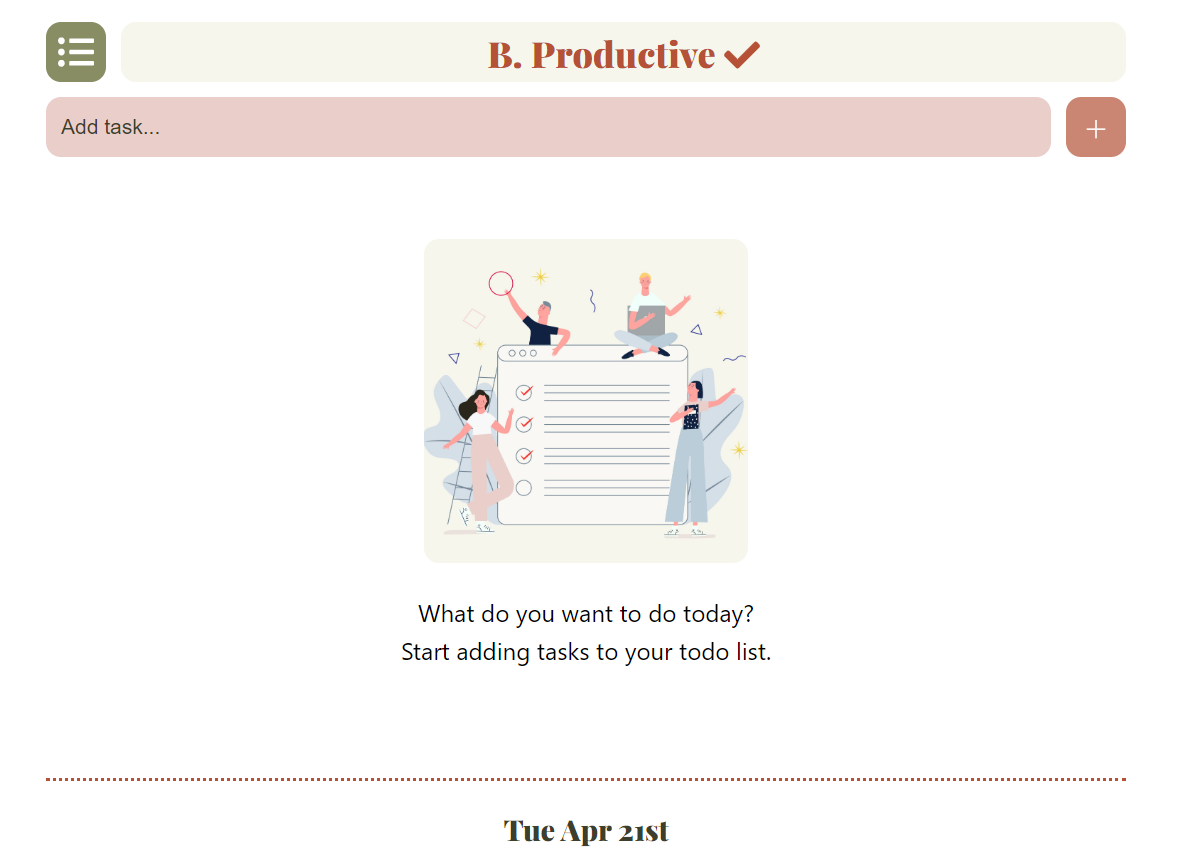 B. Productive
Add task...
What do you want to do today?
Start adding tasks to your todo list.
Tue Apr 21st